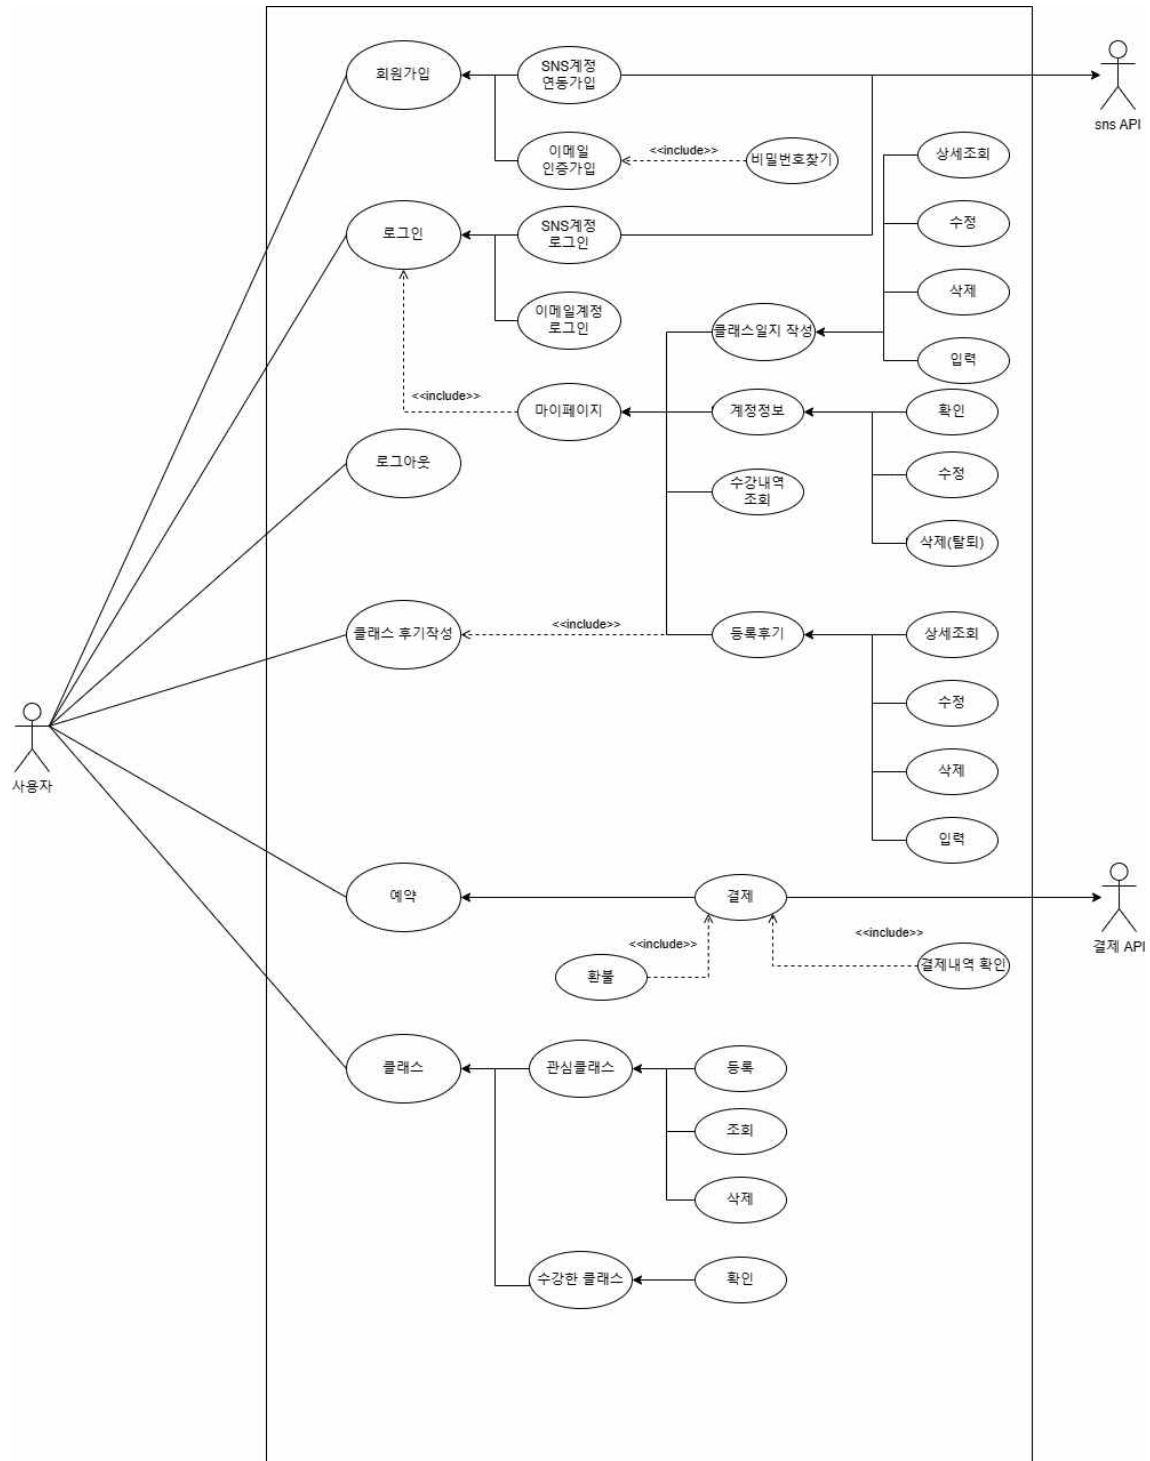 회원가입
SNS계정
연동가입
sns API
이메일
인증가입
<<include>>
비밀번호찾기
상세조회
수정
삭제
입력
로그인
SNS계정
로그인
이메일계정
로그인
클래스일지 작성
<<include>>
마이페이지
계정정보
확인
수정
삭제(탈퇴)
로그아웃
수강내역
조회
클래스 후기작성
<<include>>
등록후기
상세조회
수정
삭제
입력
사용자
예약
결제
결제 API
<<include>>
환불
<<include>>
결제내역 확인
클래스
관심클래스
등록
조회
삭제
수강한 클래스
확인